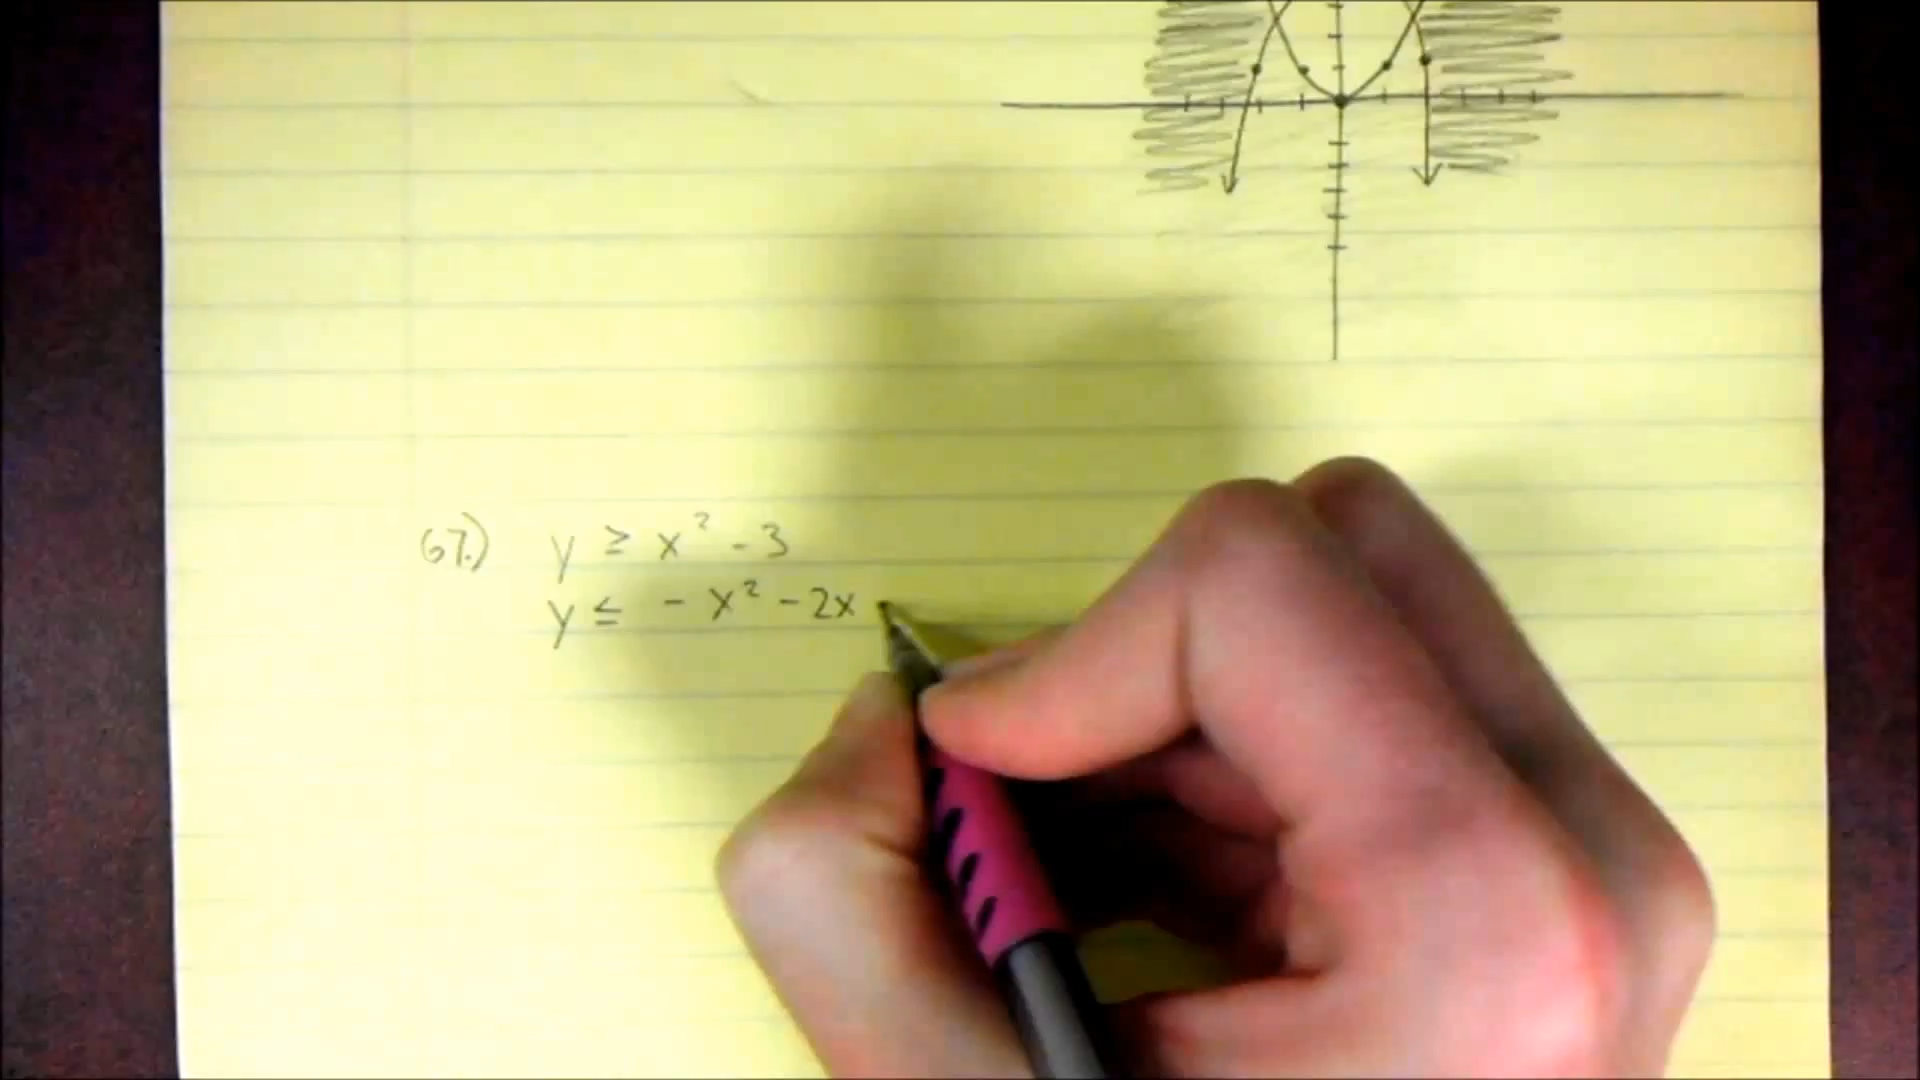 67.) y ≥ x² - 3
y ≤ - x² - 2x